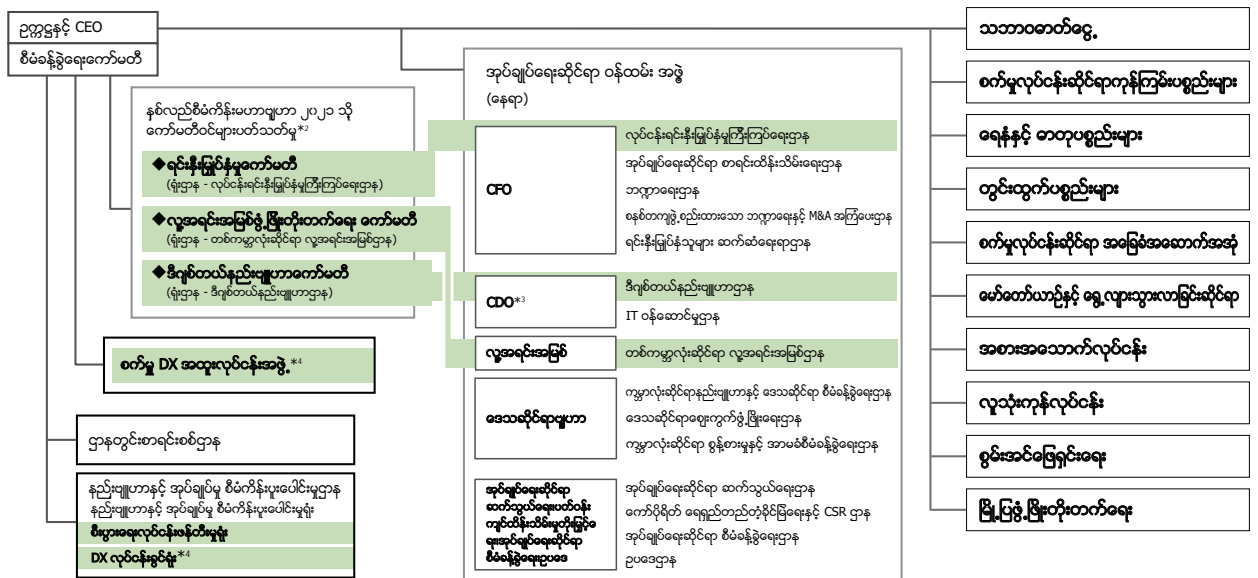 ဥက္ကဋ္ဌနှင့် CEO
စီမံခန့်ခွဲရေးကော်မတီ
နှစ်လည်စီမံကိန်းမဟာဗျူဟာ ၂၀၂၁ သို့
ကော်မတီဝင်များပတ်သတ်မှု*2
◆ရင်းနှီးမြှုပ်နှံမှုကော်မတီ
(ရုံးဌာန - လုပ်ငန်းရင်းနှီးမြှုပ်နှံမှုကြီးကြပ်ရေးဌာန)
◆လူ့အရင်းအမြစ်ဖွံ့ဖြိုးတိုးတက်ရေး ကော်မတီ
(ရုံးဌာန - တစ်ကမ္ဘာလုံးဆိုင်ရာ လူ့အရင်းအမြစ်ဌာန)
◆ဒီဂျစ်တယ်နည်းဗျူဟာကော်မတီ
(ရုံးဌာန - ဒီဂျစ်တယ်နည်းဗျူဟာဌာန)
စက်မှု DX အထူးလုပ်ငန်းအဖွဲ့ *4
ဌာနတွင်းစာရင်းစစ်ဌာန
နည်းဗျူဟာနှင့် အုပ်ချုပ်မှု စီမံကိန်းပူးပေါင်းမှုဌာန
နည်းဗျူဟာနှင့် အုပ်ချုပ်မှု စီမံကိန်းပူးပေါင်းမှုရုံး
စီးပွားရေးလုပ်ငန်းဖန်တီးမှုရုံး
DX လုပ်ငန်းခွင်ရုံး*4
အုပ်ချုပ်ရေးဆိုင်ရာ ဝန်ထမ်း အဖွဲ့
(နေရာ)
CFO
လုပ်ငန်းရင်းနှီးမြှုပ်နှံမှုကြီးကြပ်ရေးဌာန
အုပ်ချုပ်ရေးဆိုင်ရာ စာရင်းထိန်းသိမ်းရေးဌာန
ဘဏ္ဍာရေးဌာန
စနစ်တကျဖွဲ့စည်းထားသော ဘဏ္ဍာရေးနှင့် M&A အကြံပေးဌာန
ရင်းနှီးမြှုပ်နှံသူများ ဆက်ဆံရေးရာဌာန
CDO*3
ဒီဂျစ်တယ်နည်းဗျူဟာဌာန
IT ဝန်ဆောင်မှုဌာန
လူ့အရင်းအမြစ်
တစ်ကမ္ဘာလုံးဆိုင်ရာ လူ့အရင်းအမြစ်ဌာန
ဒေသဆိုင်ရာဗျူဟာ
ကမ္ဘာလုံးဆိုင်ရာနည်းဗျူဟာနှင့် ဒေသဆိုင်ရာ စီမံခန့်ခွဲရေးဌာန
ဒေသဆိုင်ရာဈေးကွက်ဖွံ့ဖြိုးရေးဌာန
ကမ္ဘာလုံးဆိုင်ရာ စွန့်စားမှုနှင့် အာမခံစီမံခန့်ခွဲရေးဌာန
အုပ်ချုပ်ရေးဆိုင်ရာ
ဆက်သွယ်ရေးပတ်ဝန်း
ကျင်ထိန်းသိမ်းမှုတိုးမြှင့်ရေ
ရေးအုပ်ချုပ်ရေးဆိုင်ရာ
စီမံခန့်ခွဲရေးဥပဒေ
အုပ်ချုပ်ရေးဆိုင်ရာ ဆက်သွယ်ရေးဌာန
ကော်ပိုရိတ် ရေရှည်တည်တံ့ခိုင်မြဲရေးနှင့် CSR ဌာန
အုပ်ချုပ်ရေးဆိုင်ရာ စီမံခန့်ခွဲရေးဌာန
ဥပဒေဌာန
သဘာဝဓာတ်ငွေ့
စက်မှုလုပ်ငန်းဆိုင်ရာကုန်ကြမ်းပစ္စည်းများ
ရေနံနှင့် ဓာတုပစ္စည်းများ
တွင်းထွက်ပစ္စည်းများ
စက်မှုလုပ်ငန်းဆိုင်ရာ အခြေခံအဆောက်အအုံ
မော်တော်ယာဉ်နှင့် ရွေ့လျားသွားလာခြင်းဆိုင်ရာ
အစားအသောက်လုပ်ငန်း
လူသုံးကုန်လုပ်ငန်း
စွမ်းအင်ဖြေရှင်းရေး
မြို့ပြဖွံ့ဖြိုးတိုးတက်ရေး